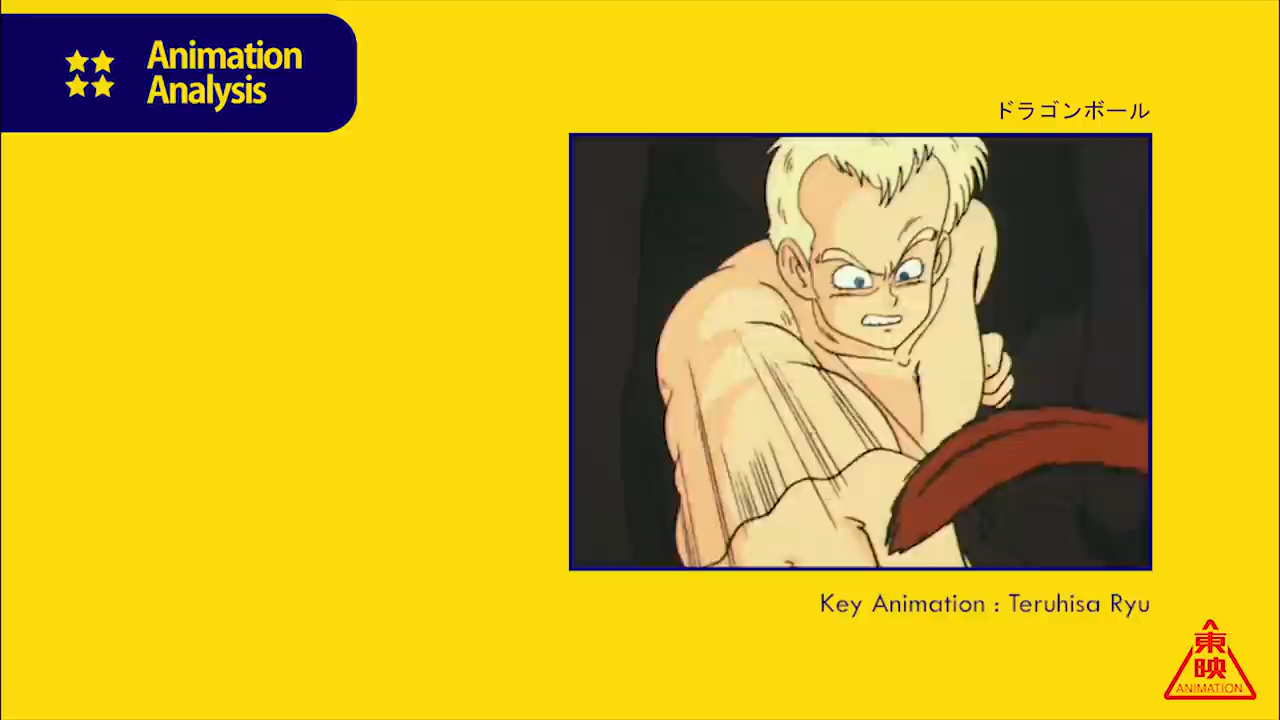 Animation
Analysis
ドラゴンボール
Key Animation : Teruhisa Ryu
東
映
ANIMATION